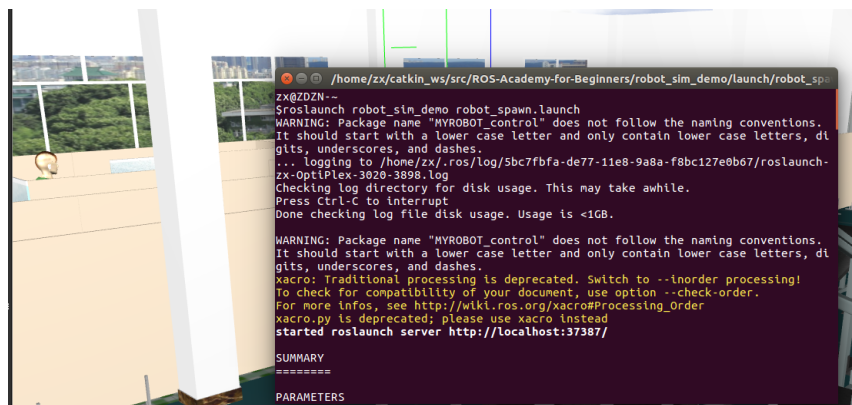 /home/zx/catkin_ws/src/ROS-Academy-for-Beginners/robot_sim_demo/launch/robot_spa
zx@ZDZN-~
$roslaunch robot_sim_demo robot_spawn.launch
WARNING: Package name "MYROBOT_control" does not follow the naming conventions.
It should start with a lower case letter and only contain lower case letters, di
gits, underscores, and dashes.
... logging to /home/zx/.ros/log/5bc7fbfa-de77-11e8-9a8a-f8bc127e0b67/roslaunch-
zx-OptiPlex-3020-3898.log
Checking log directory for disk usage. This may take awhile.
Press Ctrl-C to interrupt
Done checking log file disk usage. Usage is <1GB.
WARNING: Package name "MYROBOT_control" does not follow the naming conventions.
It should start with a lower case letter and only contain lower case letters, di
gits, underscores, and dashes.
xacro: Traditional processing is deprecated. Switch to --inorder processing!
To check for compatibility of your document, use option --check-order.
For more infos, see http://wiki.ros.org/xacro#Processing_Order
xacro.py is deprecated; please use xacro instead
started roslaunch server http://localhost:37387/
SUMMARY
========
PARAMETERS